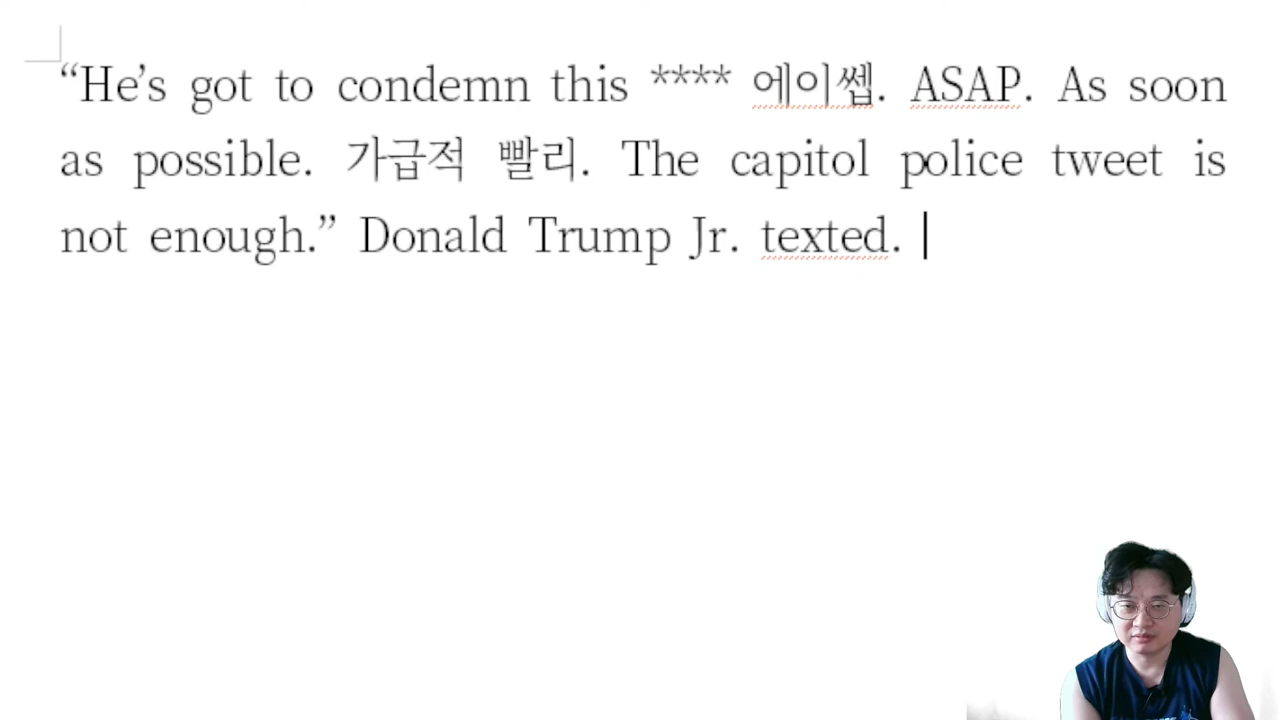 “He’s got to condemn this **** 에이쎕. ASAP. As soon
as possible. 가급적 빨리. The capitol police tweet is
not enough.” Donald Trump Jr. texted.